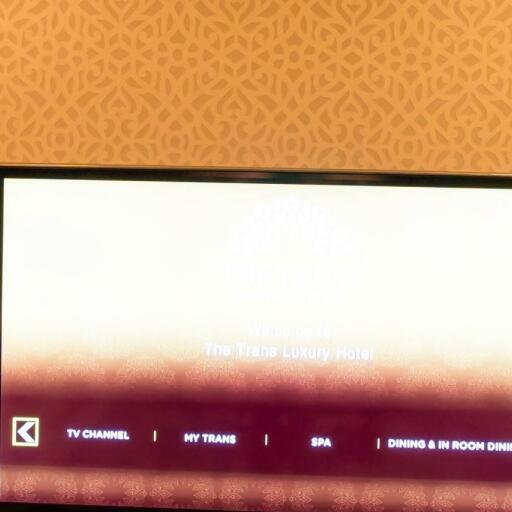 Welcome to
The Trans Luxury Hotel
TV CHANNEL | MY TRANS | SPA | DINING & IN ROOM DINI